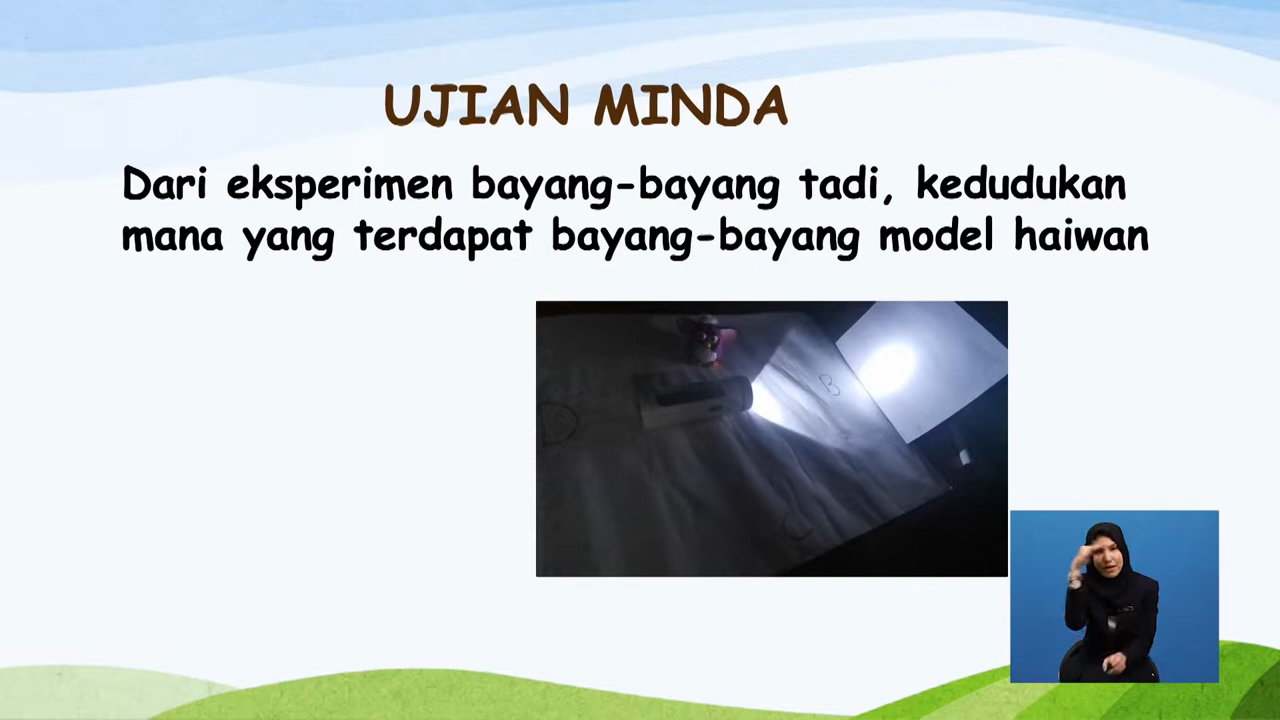 UJIAN MINDA
Dari eksperimen bayang-bayang tadi, kedudukan
mana yang terdapat bayang-bayang model haiwan
B